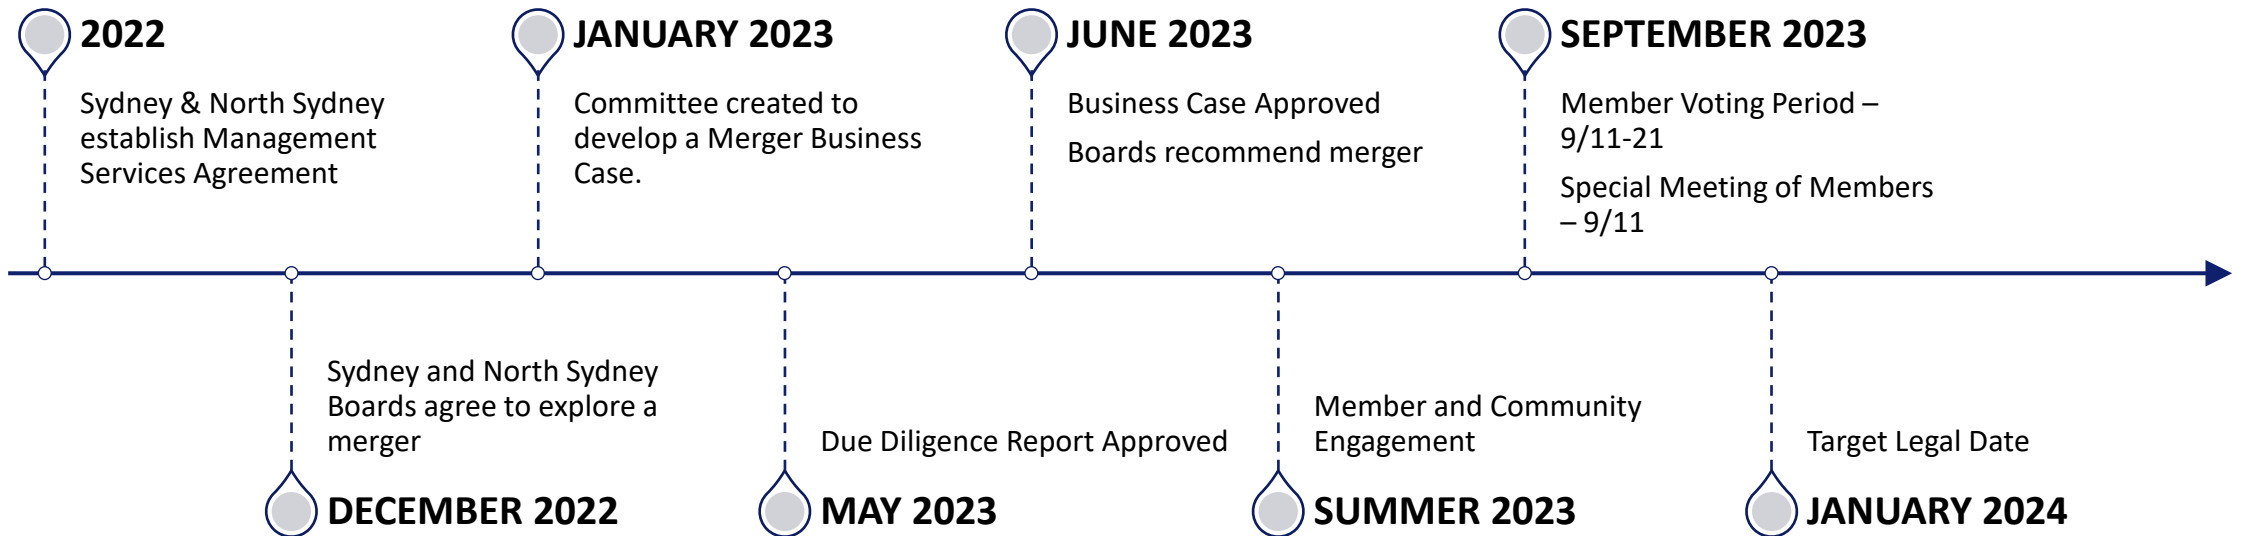 2022
Sydney & North Sydney
establish Management
Services Agreement
JANUARY 2023
Committee created to
develop a Merger Business
Case.
JUNE 2023
Business Case Approved
Boards recommend merger
SEPTEMBER 2023
Member Voting Period –
9/11-21
Special Meeting of Members
– 9/11
Sydney and North Sydney
Boards agree to explore a
merger
DECEMBER 2022
Due Diligence Report Approved
MAY 2023
Member and Community
Engagement
SUMMER 2023
Target Legal Date
JANUARY 2024